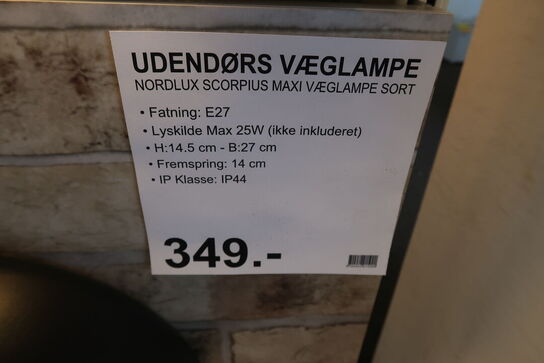 UDENDØRS VÆGLAMPE
NORDLUX SCORPIUS MAXI VÆGLAMPE SORT
• Fatning: E27
• Lyskilde Max 25W (ikke inkluderet)
• H:14.5 cm - B:27 cm
• Fremspring: 14 cm
• IP Klasse: IP44
349.-